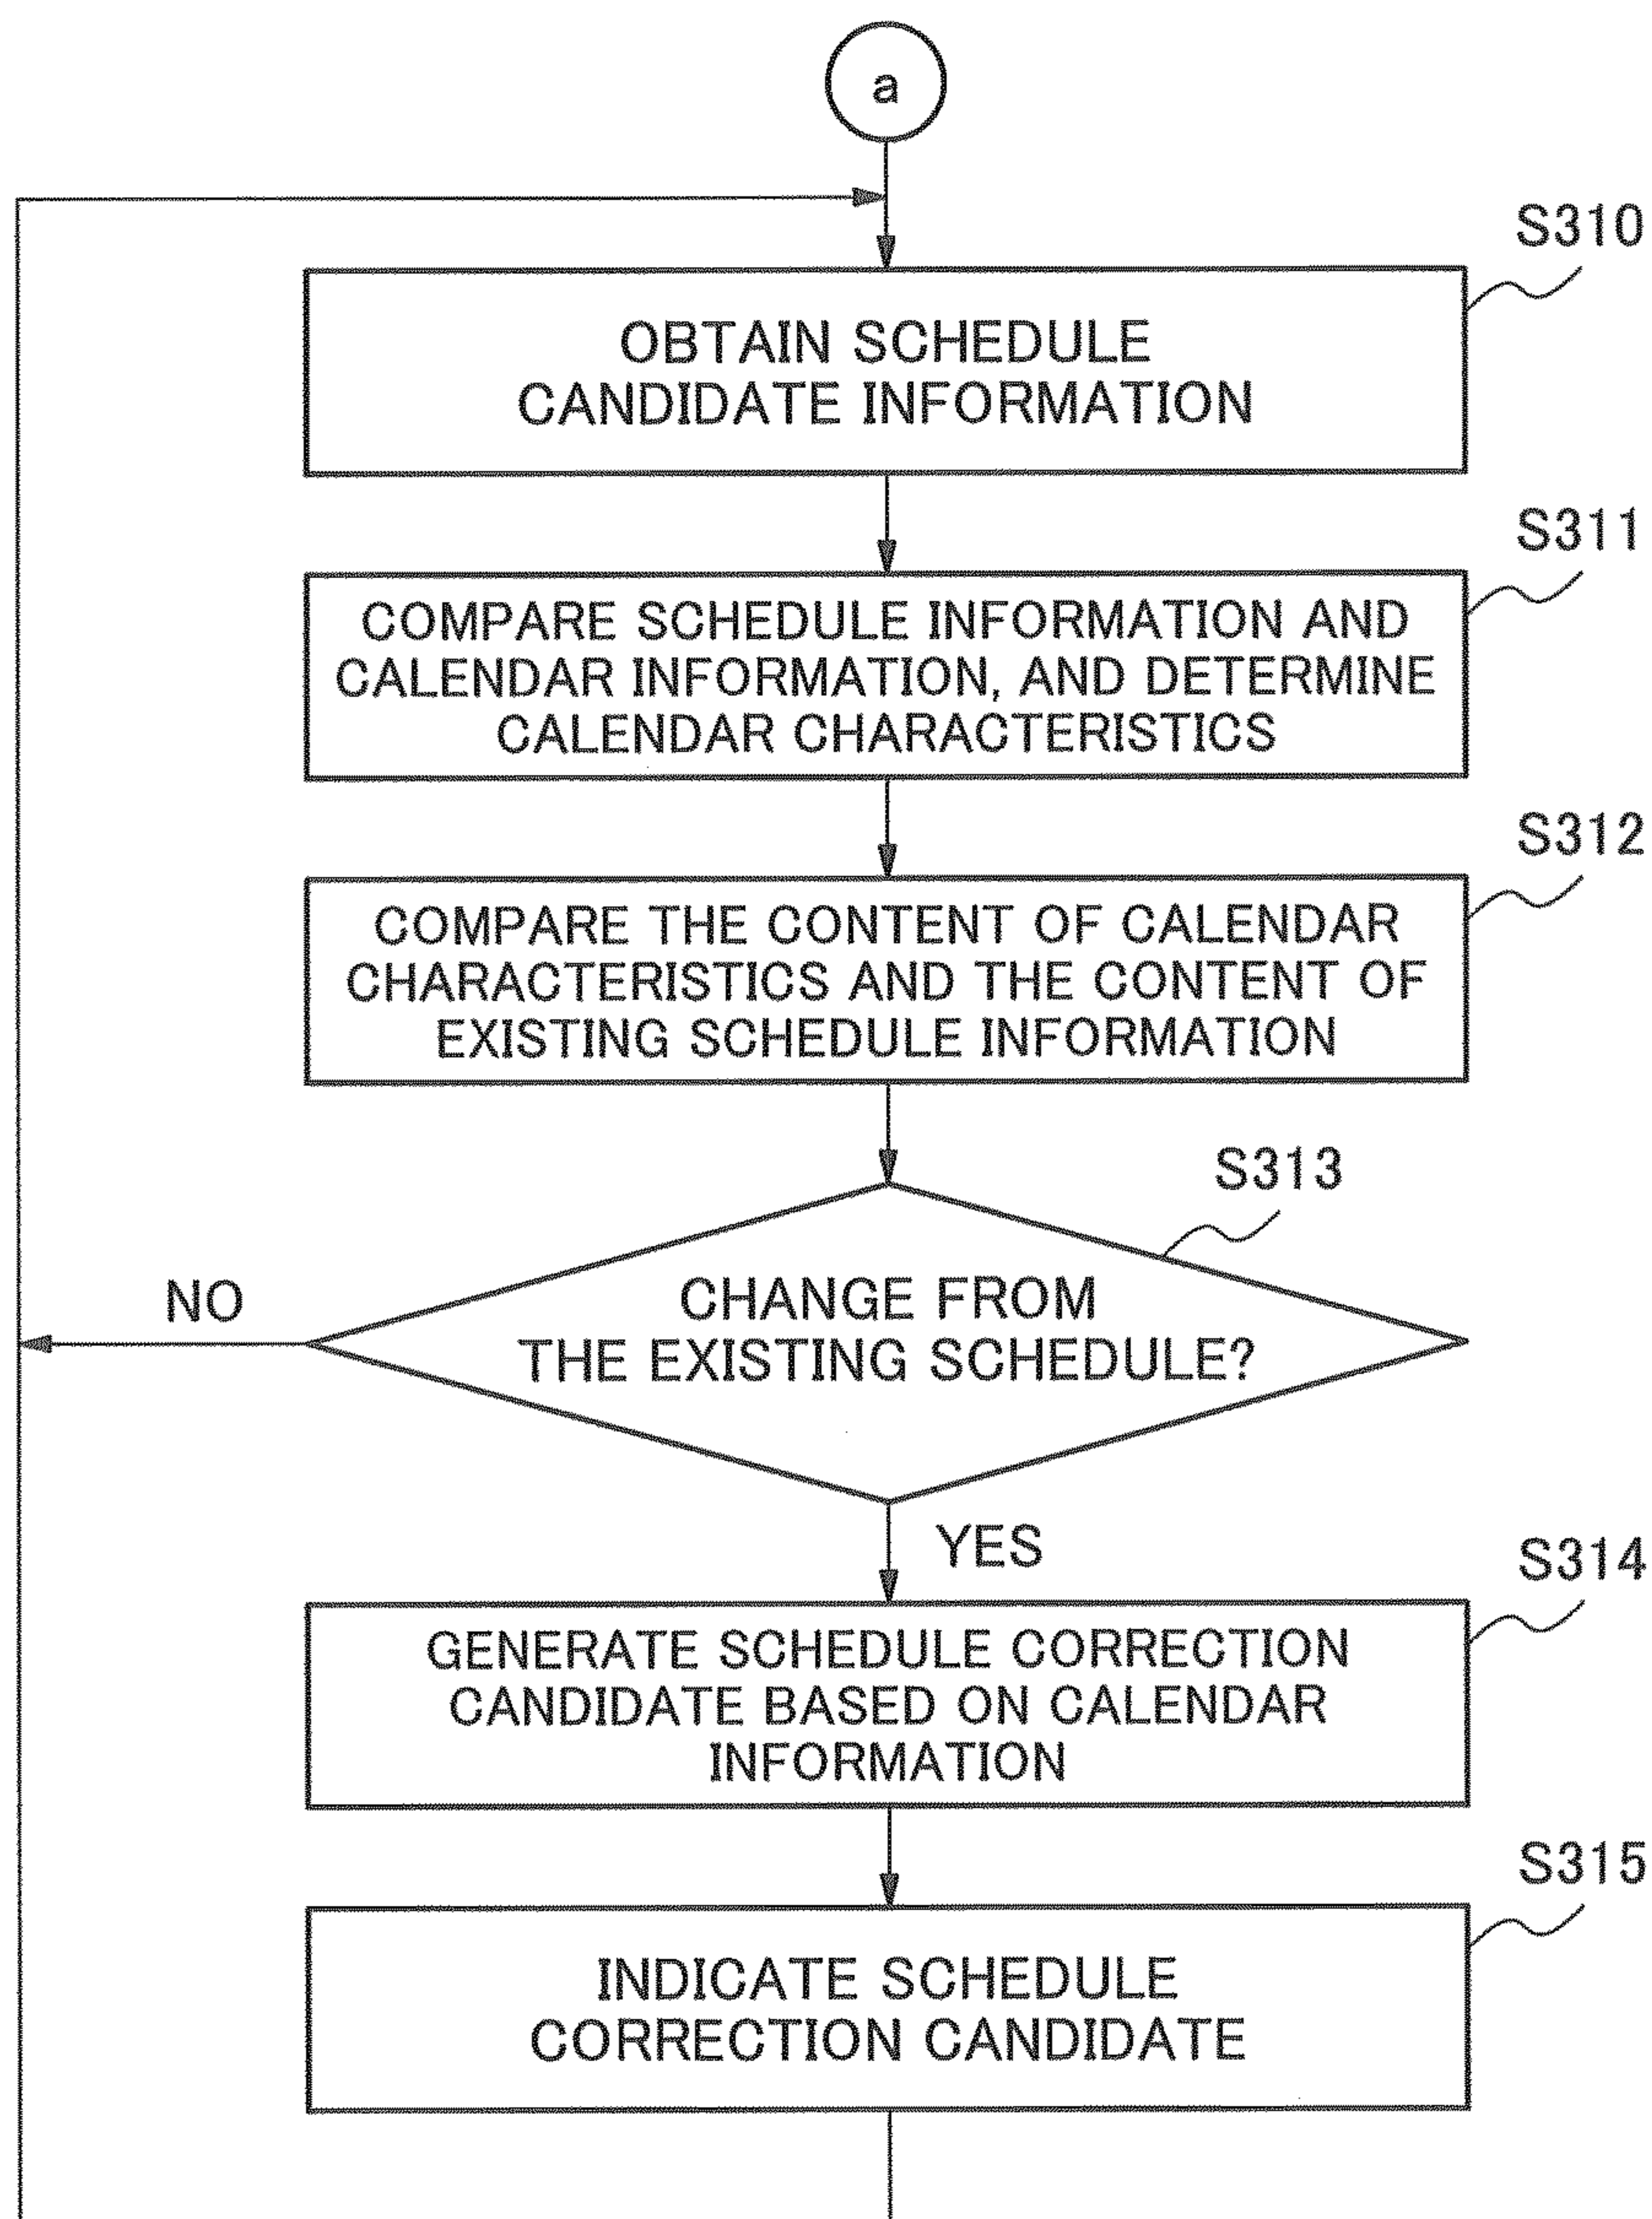 a
S310
OBTAIN SCHEDULE
CANDIDATE INFORMATION
S311
COMPARE SCHEDULE INFORMATION AND
CALENDAR INFORMATION, AND DETERMINE
CALENDAR CHARACTERISTICS
S312
COMPARE THE CONTENT OF CALENDAR
CHARACTERISTICS AND THE CONTENT OF
EXISTING SCHEDULE INFORMATION
S313
CHANGE FROM
THE EXISTING SCHEDULE?
NO
YES
S314
GENERATE SCHEDULE CORRECTION
CANDIDATE BASED ON CALENDAR
INFORMATION
S315
INDICATE SCHEDULE
CORRECTION CANDIDATE